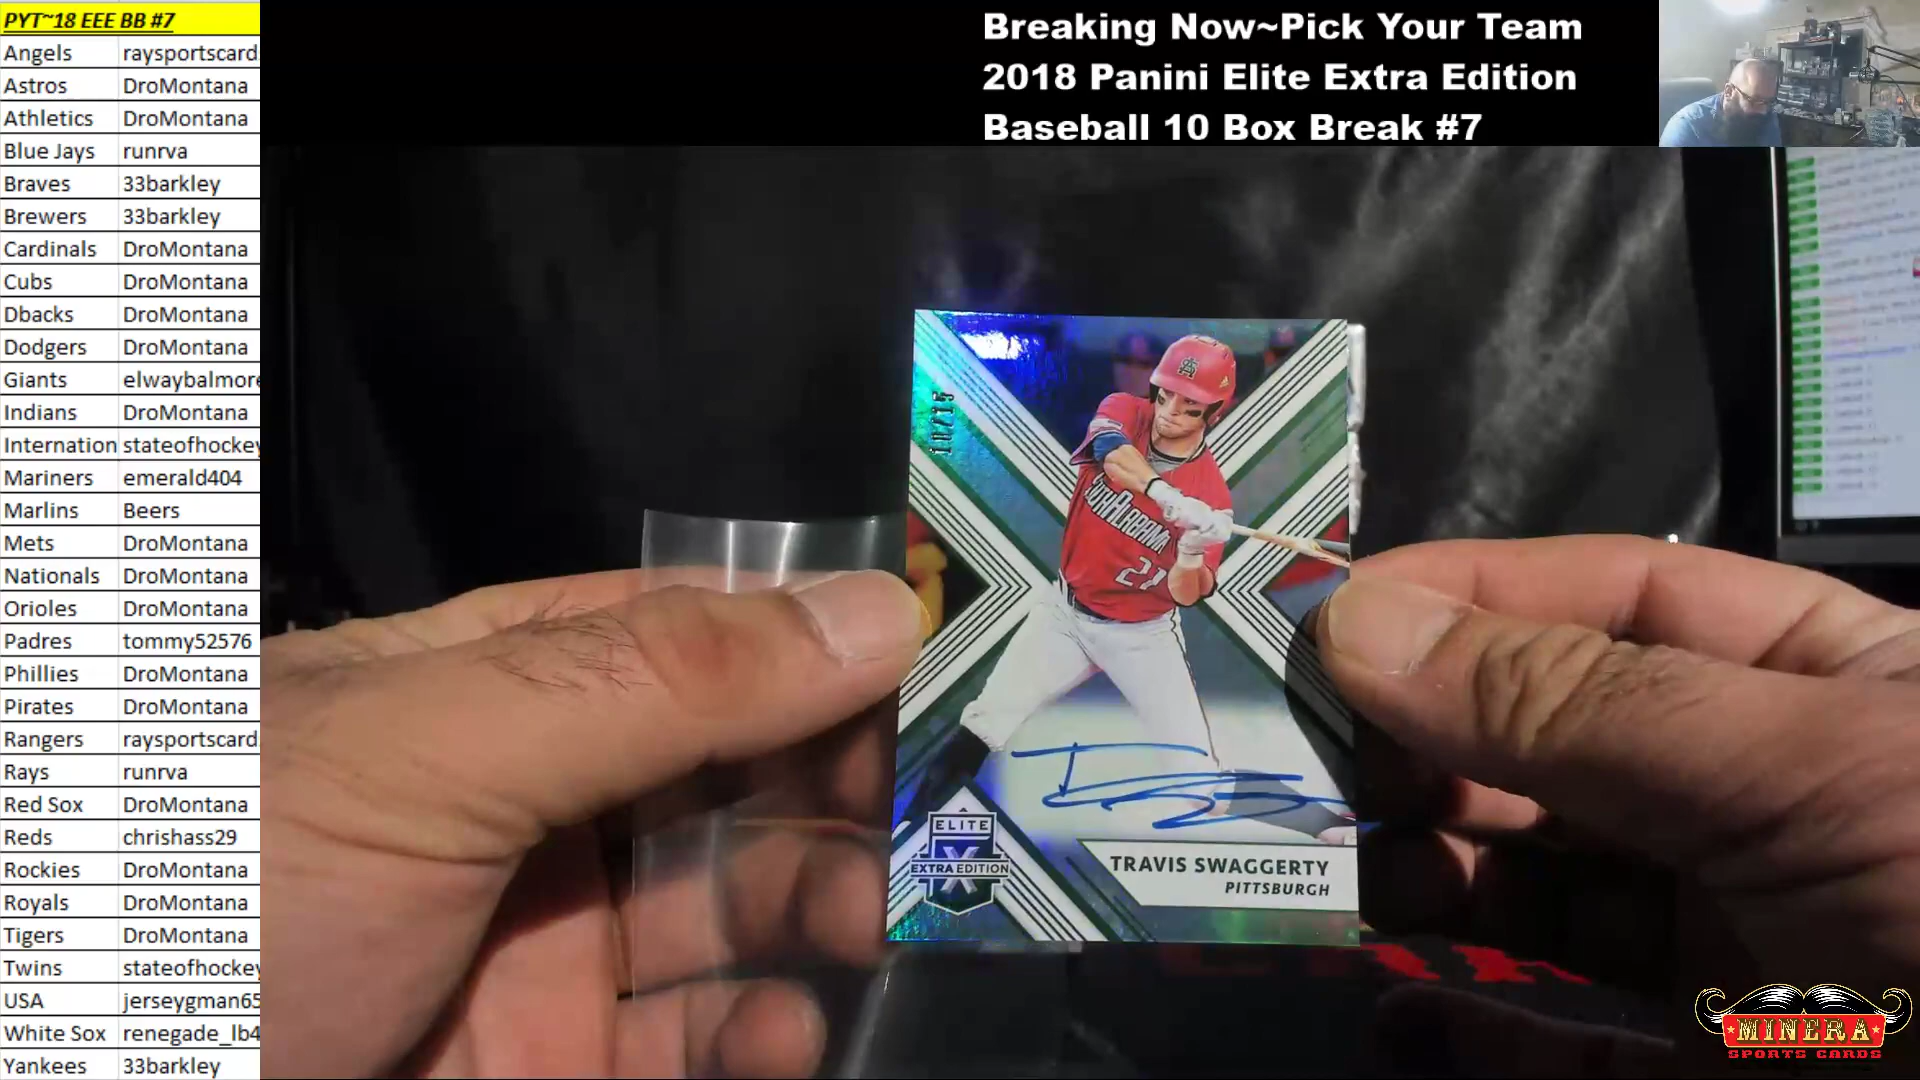 PYT~18 EEE BB #7
Angels raysportscard
Astros DroMontana
Athletics DroMontana
Blue Jays runrva
Braves 33barkley
Brewers 33barkley
Cardinals DroMontana
Cubs DroMontana
Dbacks DroMontana
Dodgers DroMontana
Giants elwaybalmore
Indians DroMontana
Internation stateofhockey
Mariners emerald404
Marlins Beers
Mets DroMontana
Nationals DroMontana
Orioles DroMontana
Padres tommy52576
Phillies DroMontana
Pirates DroMontana
Rangers raysportscard
Rays runrva
Red Sox DroMontana
Reds chrishass29
Rockies DroMontana
Royals DroMontana
Tigers DroMontana
Twins stateofhockey
USA jerseygman65
White Sox renegade_lb4
Yankees 33barkley
Breaking Now~Pick Your Team
2018 Panini Elite Extra Edition
Baseball 10 Box Break #7
10/15
SOUTH ALABAMA
21
ELITE
X
EXTRA EDITION
TRAVIS SWAGGERTY
PITTSBURGH
MINERA
SPORTS CARDS